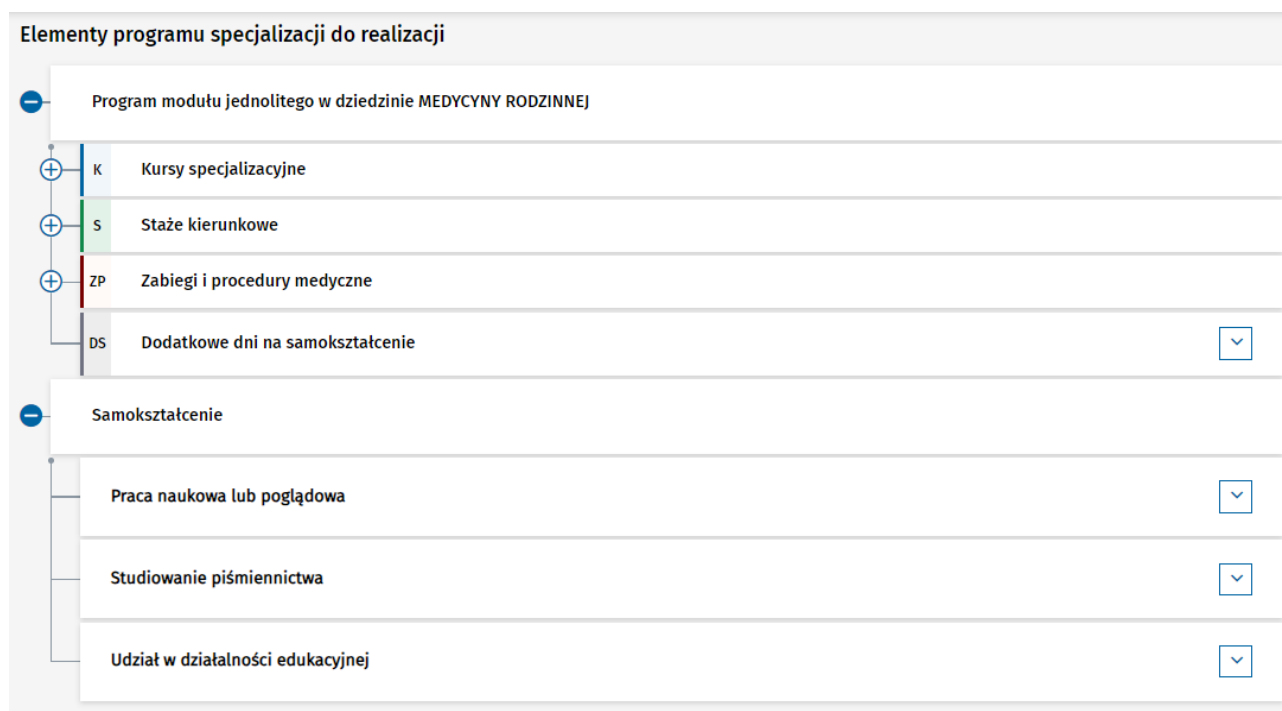 Elementy programu specjalizacji do realizacji
Program modułu jednolitego w dziedzinie MEDYCYNY RODZINNEJ
K Kursy specjalizacyjne
S Staże kierunkowe
ZP Zabiegi i procedury medyczne
DS Dodatkowe dni na samokształcenie
Samokształcenie
Praca naukowa lub poglądowa
Studiowanie piśmiennictwa
Udział w działalności edukacyjnej